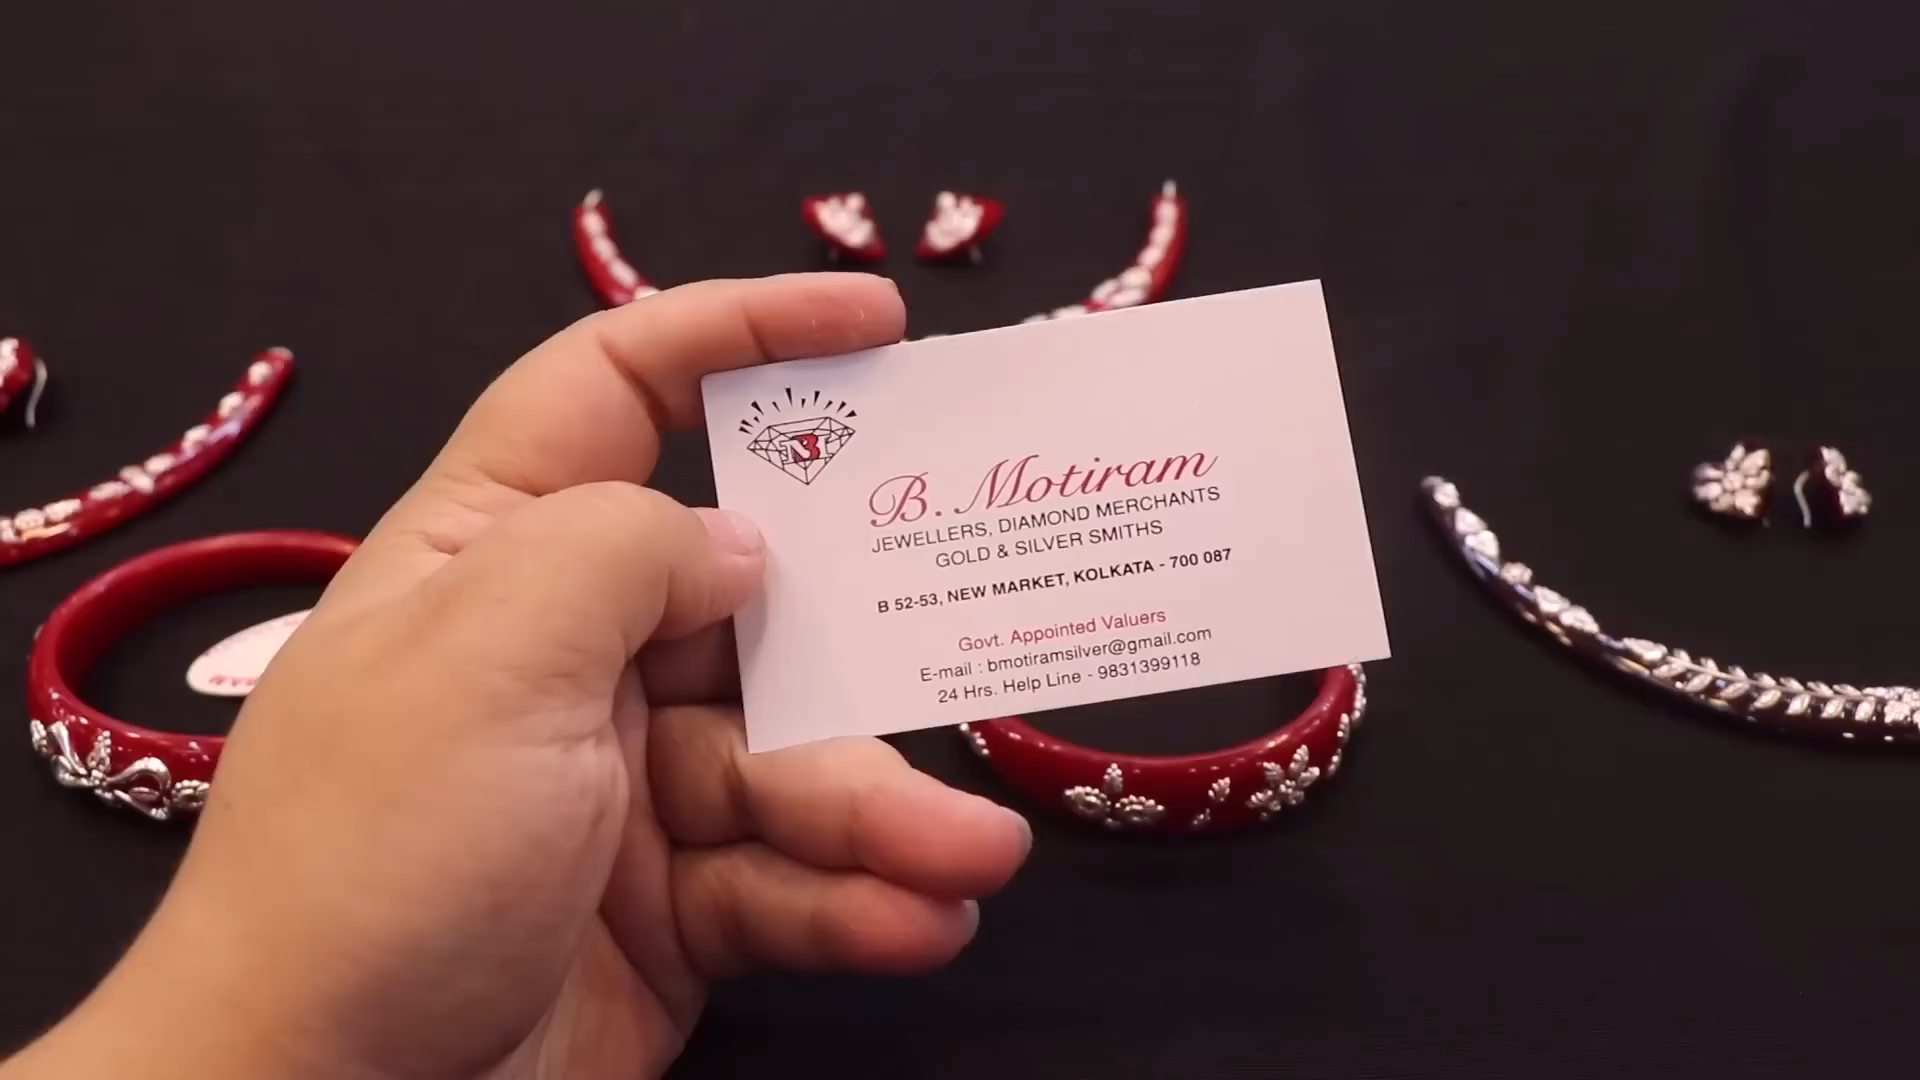 B. Motiram
JEWELLERS, DIAMOND MERCHANTS
GOLD & SILVER SMITHS
B 52-53, NEW MARKET, KOLKATA - 700 087
Govt. Appointed Valuers
E-mail : bmotiramsilver@gmail.com
24 Hrs. Help Line - 9831399118